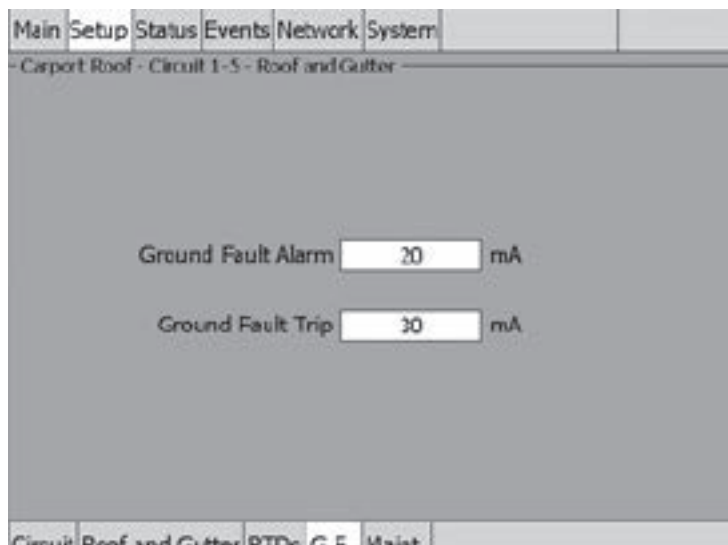 Main Setup Status Events Network System
Carport Roof - Circuit 1-5 - Roof and Gutter
Ground Fault Alarm 20 mA
Ground Fault Trip 30 mA
Circuit Roof and Gutter RTDs G.F. Maint.